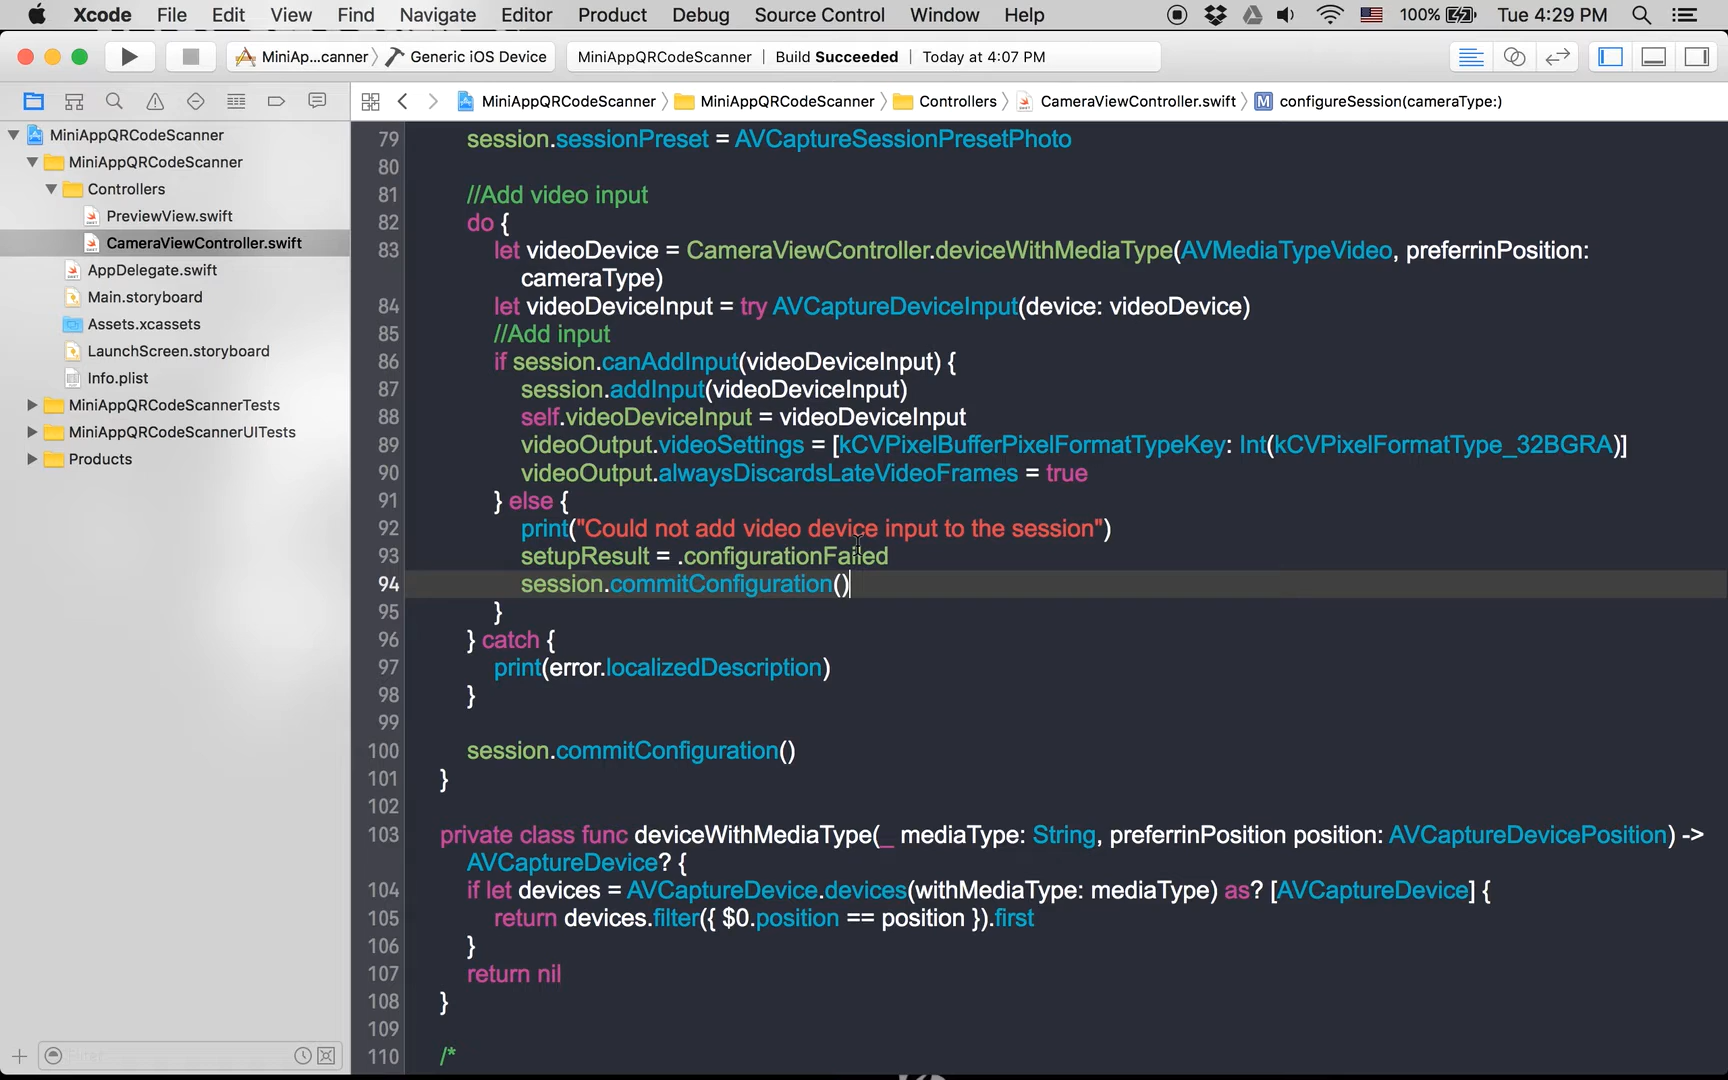 Xcode File Edit View Find Navigate Editor Product Debug Source Control Window Help 100% Tue 4:29 PM
MiniAp...canner Generic iOS Device MiniAppQRCodeScanner | Build Succeeded | Today at 4:07 PM
MiniAppQRCodeScanner MiniAppQRCodeScanner Controllers CameraViewController.swift M configureSession(cameraType:)
MiniAppQRCodeScanner
MiniAppQRCodeScanner
Controllers
PreviewView.swift
CameraViewController.swift
AppDelegate.swift
Main.storyboard
Assets.xcassets
LaunchScreen.storyboard
Info.plist
MiniAppQRCodeScannerTests
MiniAppQRCodeScannerUITests
Products
Filter
79 session.sessionPreset = AVCaptureSessionPresetPhoto
80
81 //Add video input
82 do {
83 let videoDevice = CameraViewController.deviceWithMediaType(AVMediaTypeVideo, preferrinPosition:
cameraType)
84 let videoDeviceInput = try AVCaptureDeviceInput(device: videoDevice)
85 //Add input
86 if session.canAddInput(videoDeviceInput) {
87 session.addInput(videoDeviceInput)
88 self.videoDeviceInput = videoDeviceInput
89 videoOutput.videoSettings = [kCVPixelBufferPixelFormatTypeKey: Int(kCVPixelFormatType_32BGRA)]
90 videoOutput.alwaysDiscardsLateVideoFrames = true
91 } else {
92 print("Could not add video device input to the session")
93 setupResult = .configurationFailed
94 session.commitConfiguration()
95 }
96 } catch {
97 print(error.localizedDescription)
98 }
99
100 session.commitConfiguration()
101 }
102
103 private class func deviceWithMediaType(_ mediaType: String, preferrinPosition position: AVCaptureDevicePosition) ->
AVCaptureDevice? {
104 if let devices = AVCaptureDevice.devices(withMediaType: mediaType) as? [AVCaptureDevice] {
105 return devices.filter({ $0.position == position }).first
106 }
107 return nil
108 }
109
110 /*